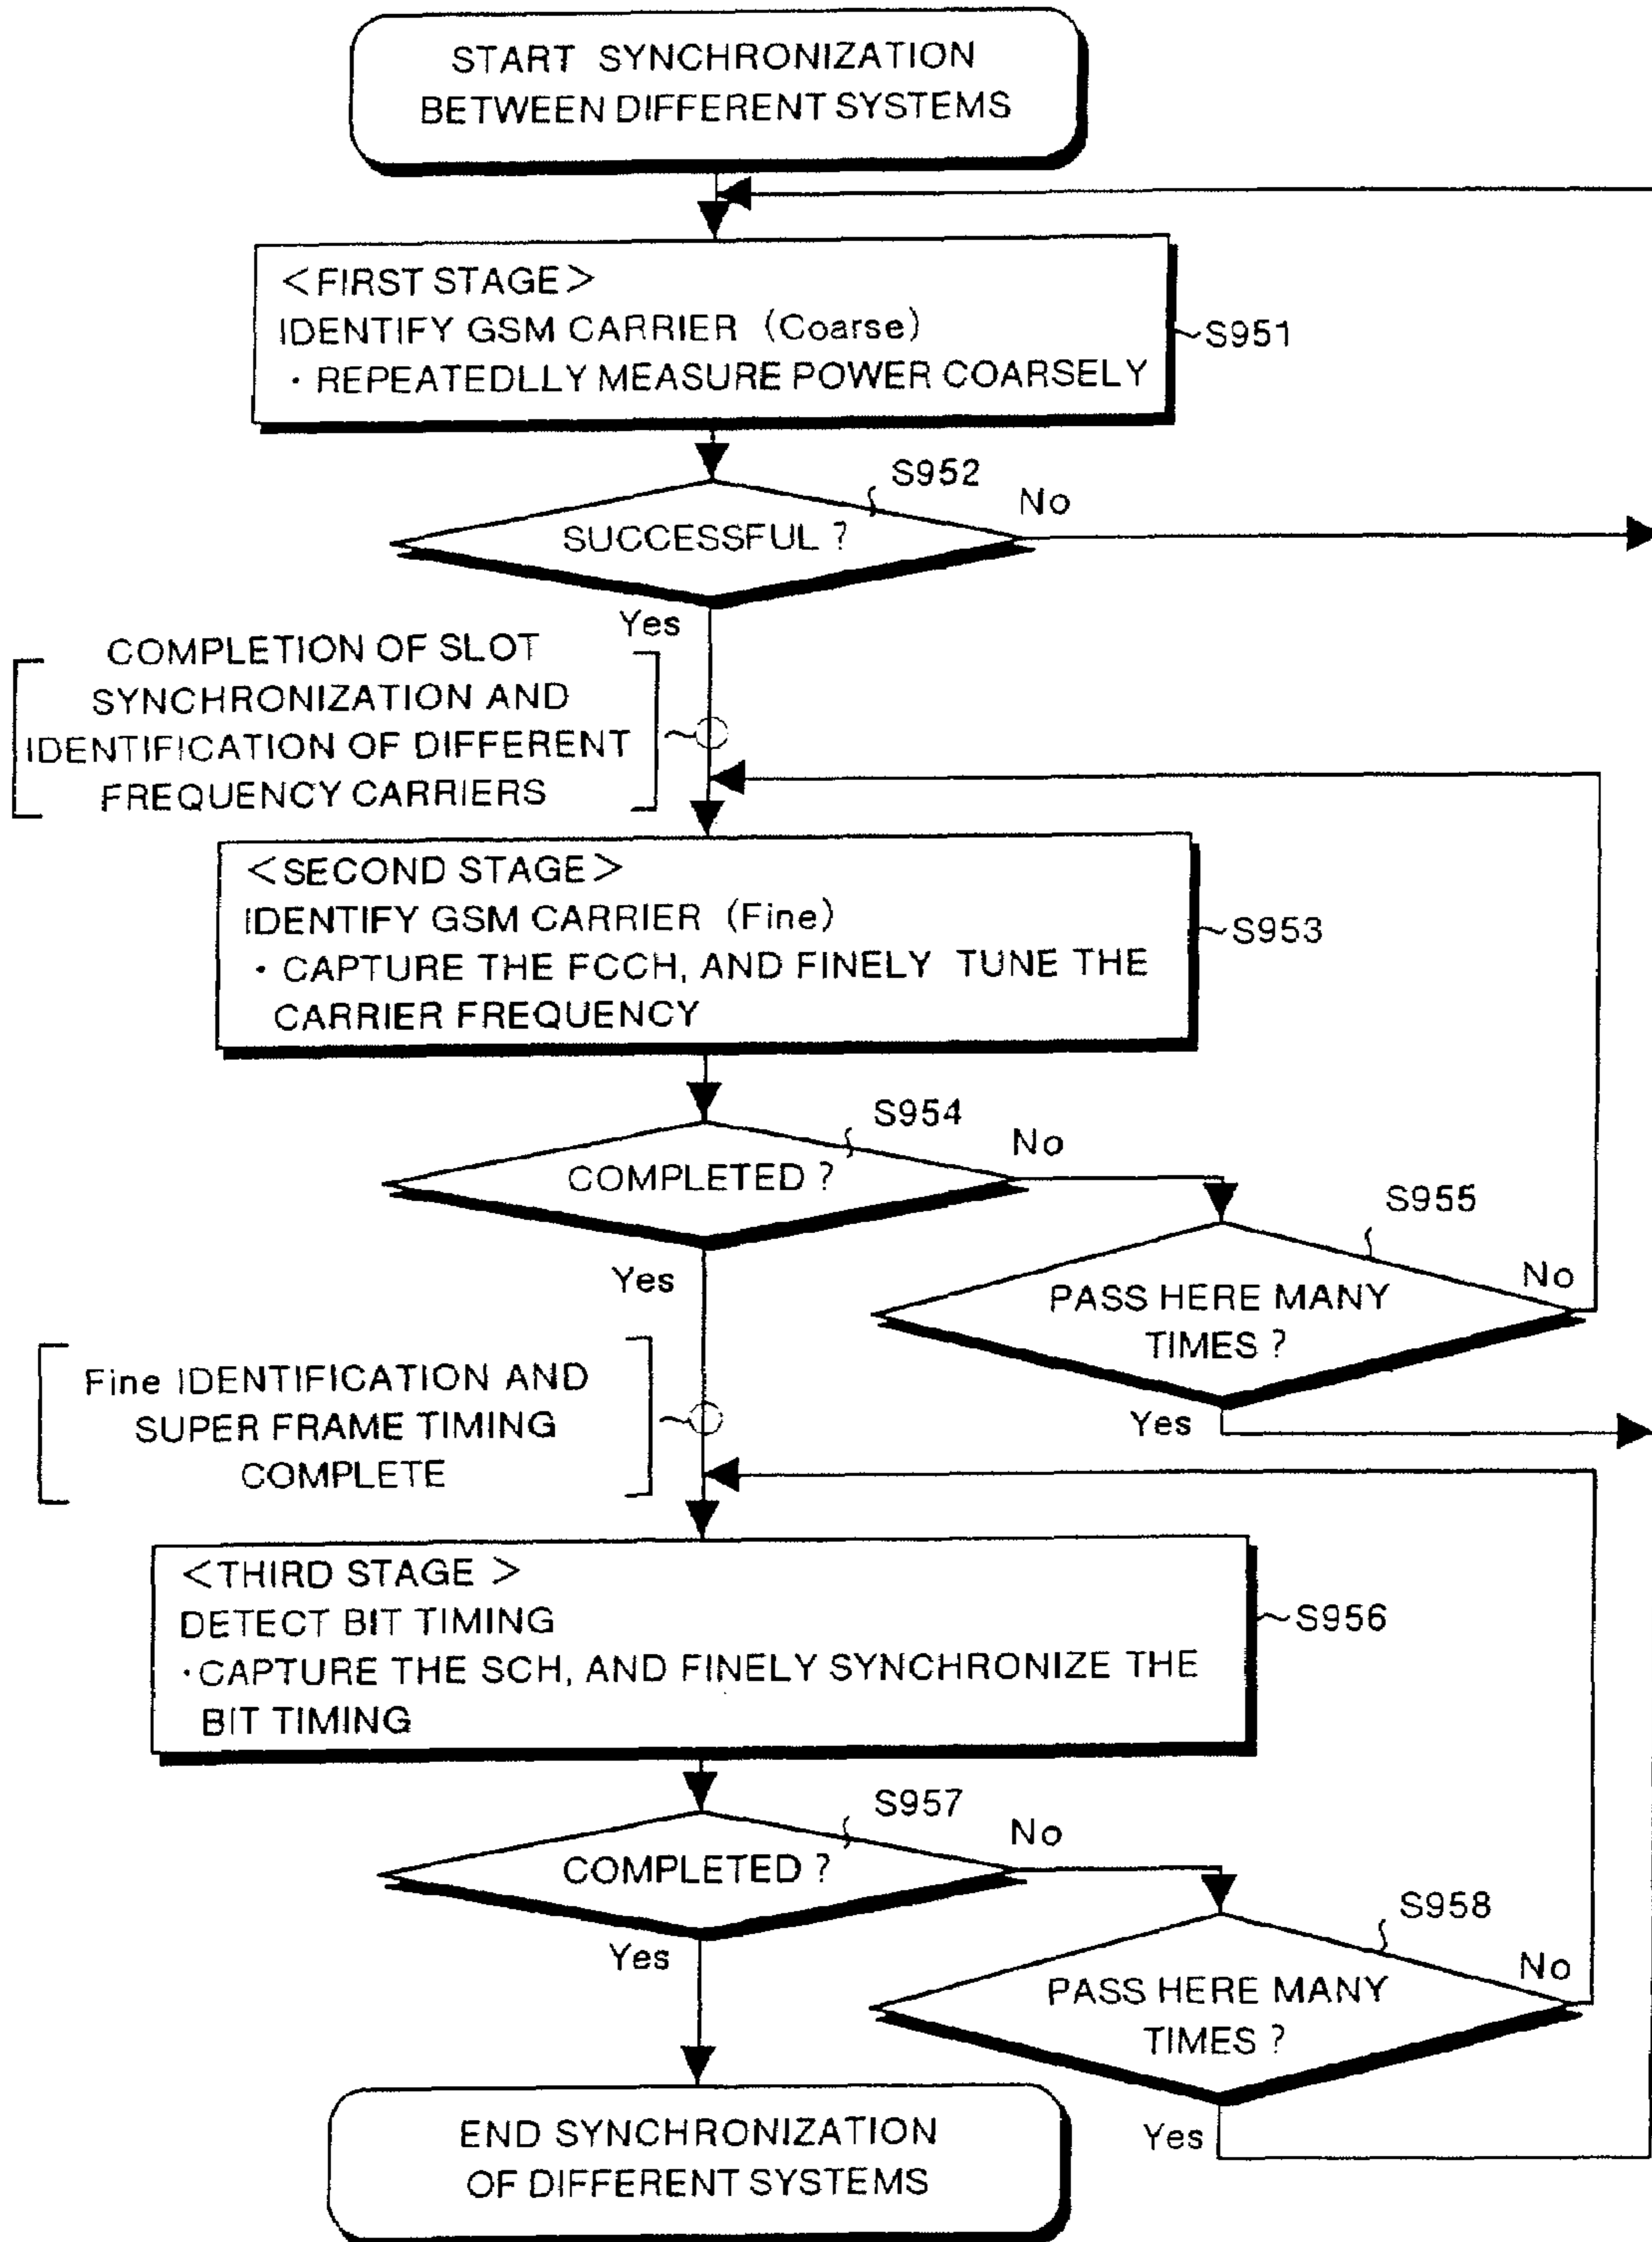 START SYNCHRONIZATION
BETWEEN DIFFERENT SYSTEMS
<FIRST STAGE>
IDENTIFY GSM CARRIER (Coarse)
・REPEATEDLLY MEASURE POWER COARSELY
S951
S952
SUCCESSFUL ?
No
Yes
COMPLETION OF SLOT
SYNCHRONIZATION AND
IDENTIFICATION OF DIFFERENT
FREQUENCY CARRIERS
<SECOND STAGE>
IDENTIFY GSM CARRIER (Fine)
・CAPTURE THE FCCH, AND FINELY TUNE THE
CARRIER FREQUENCY
S953
S954
COMPLETED ?
No
Yes
S955
PASS HERE MANY
TIMES ?
No
Yes
Fine IDENTIFICATION AND
SUPER FRAME TIMING
COMPLETE
<THIRD STAGE >
DETECT BIT TIMING
・CAPTURE THE SCH, AND FINELY SYNCHRONIZE THE
BIT TIMING
S956
S957
COMPLETED ?
No
Yes
S958
PASS HERE MANY
TIMES ?
No
Yes
END SYNCHRONIZATION
OF DIFFERENT SYSTEMS